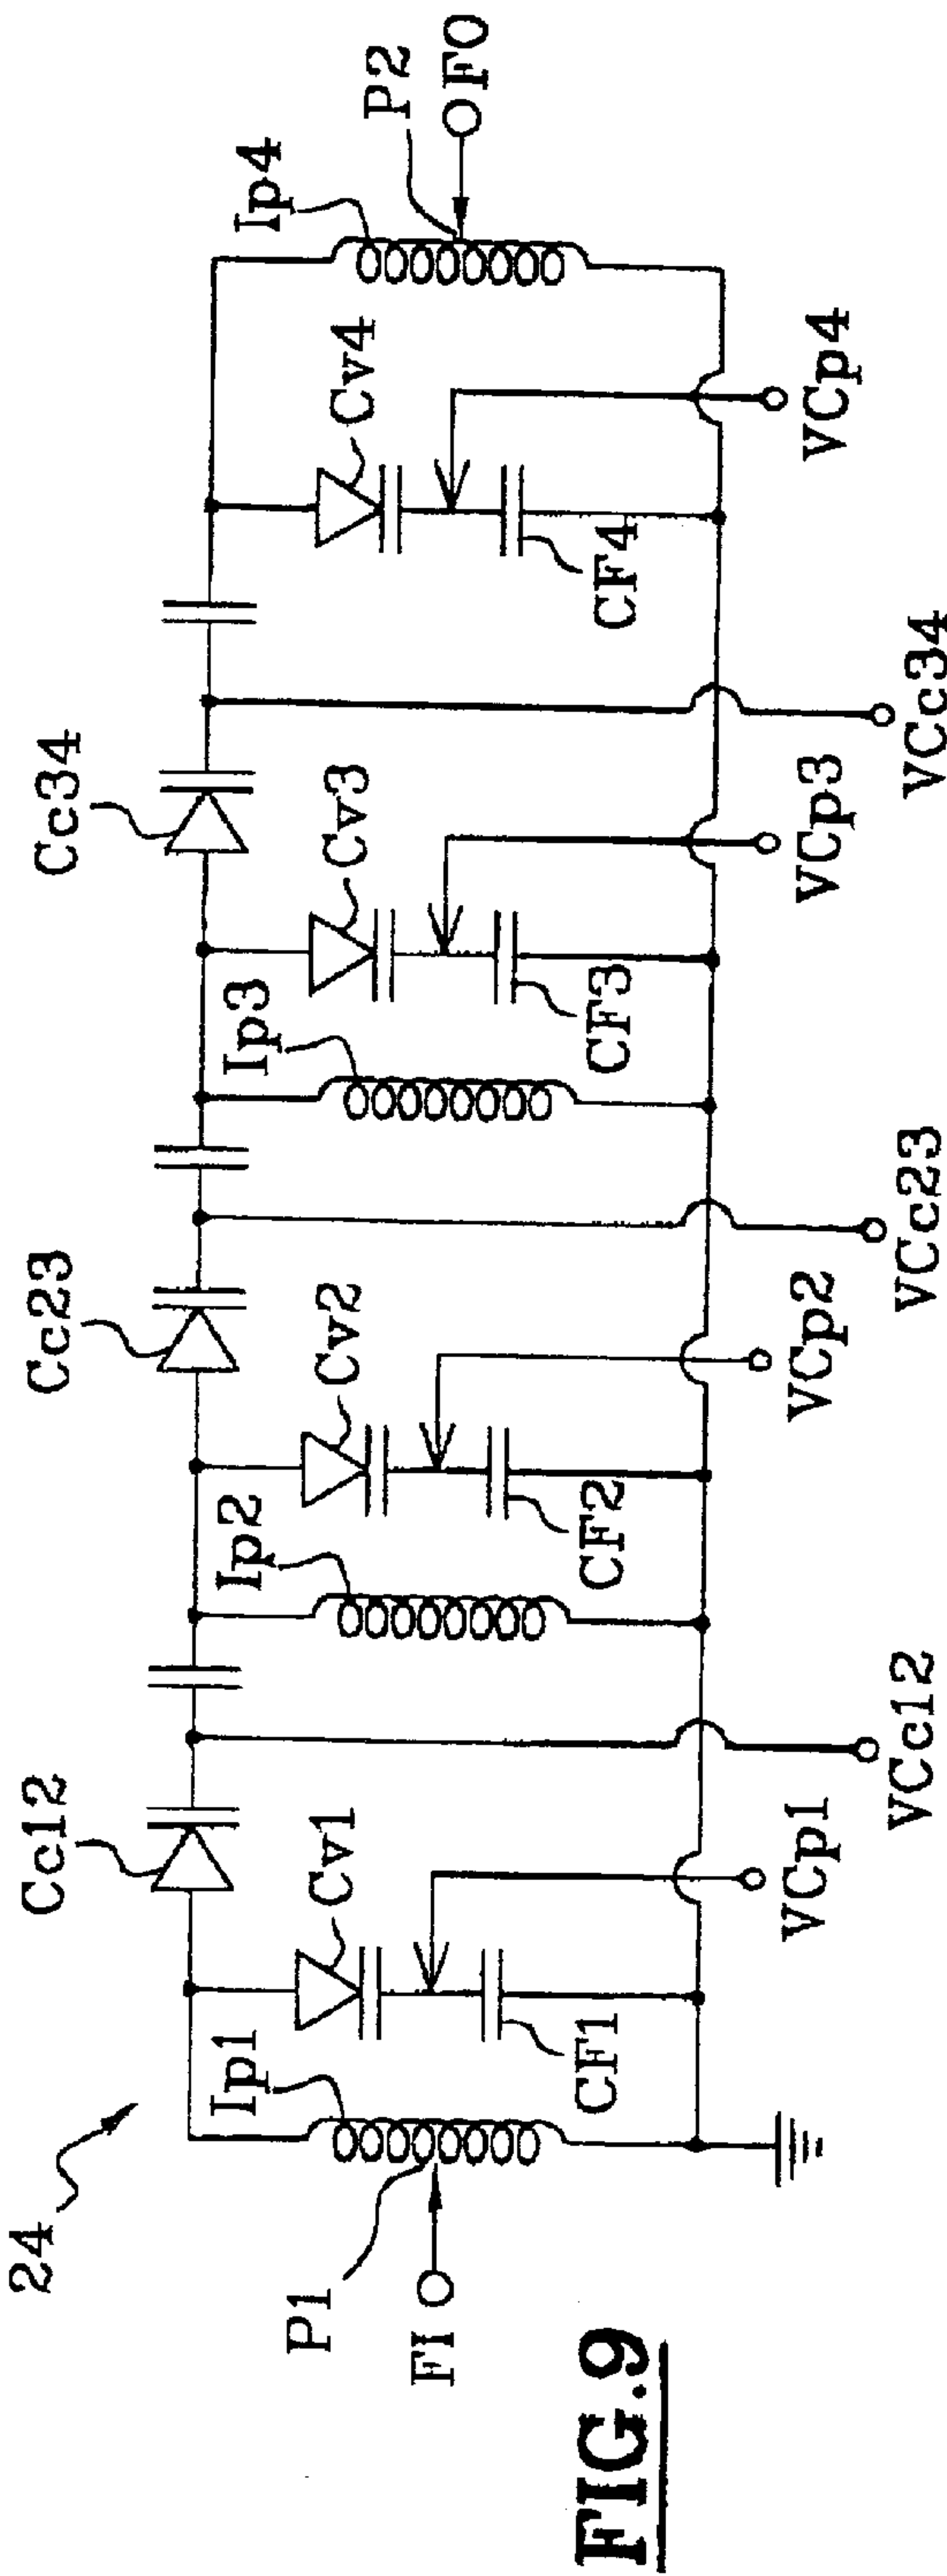 24
Cc12
Cc23
Cc34
Ip1
Cv1
Ip2
Cv2
Ip3
Cv3
Cv4
Ip4
P1
FI
P2
FO
CF1
CF2
CF3
CF4
VCp1
VCp2
VCp3
VCp4
VCc12
VCc23
VCc34
FIG.9